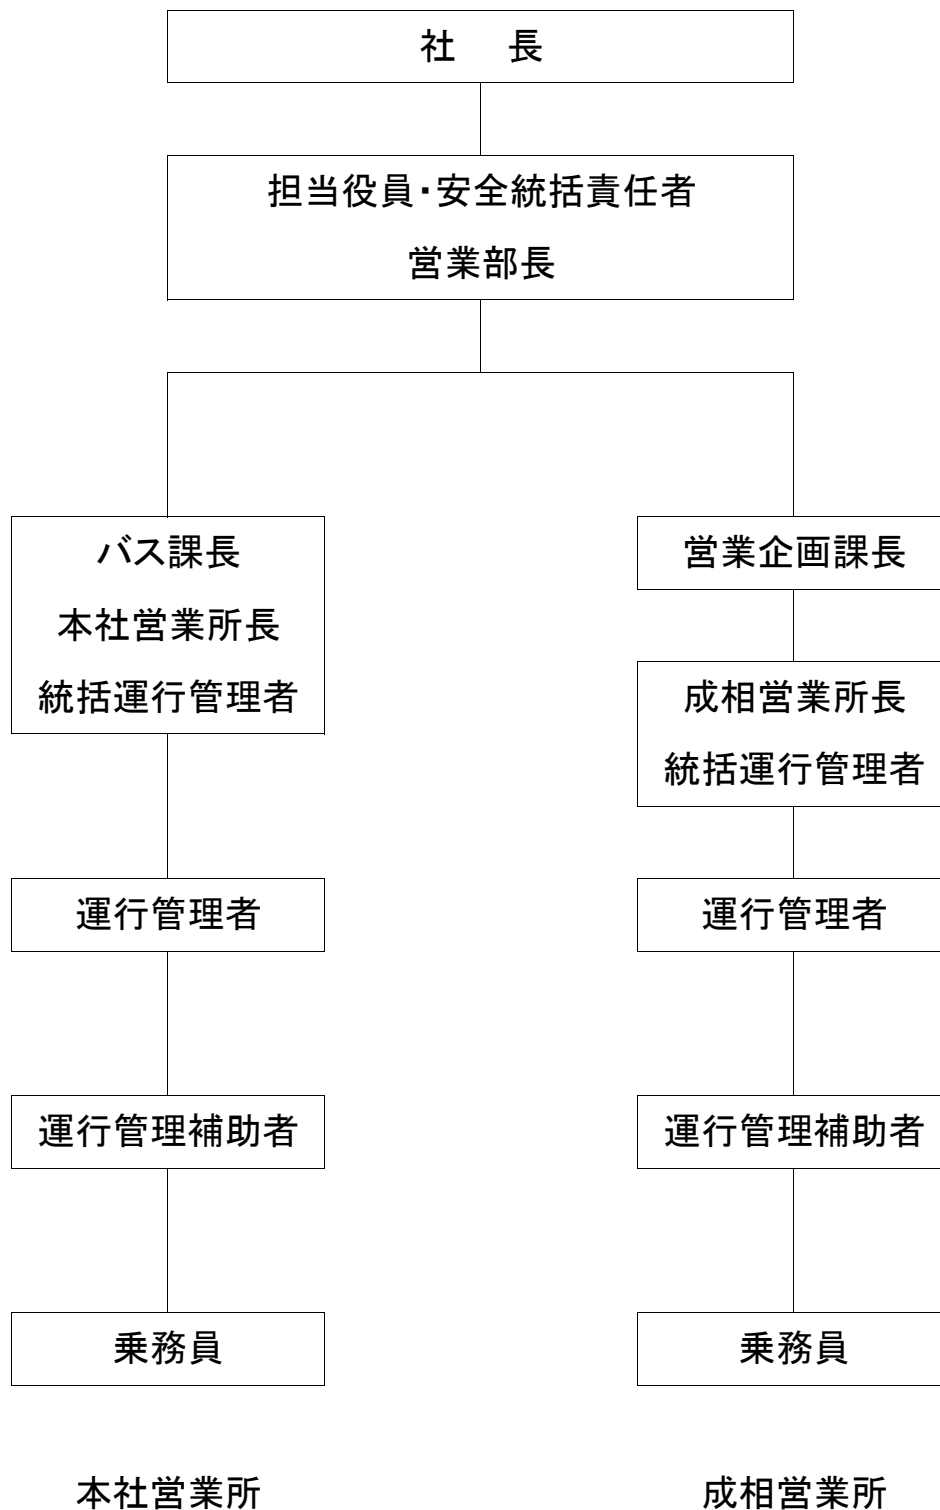 社　長
担当役員・安全統括責任者
営業部長
バス課長
本社営業所長
統括運行管理者
営業企画課長
成相営業所長
統括運行管理者
運行管理者
運行管理者
運行管理補助者
運行管理補助者
乗務員
乗務員
本社営業所
成相営業所